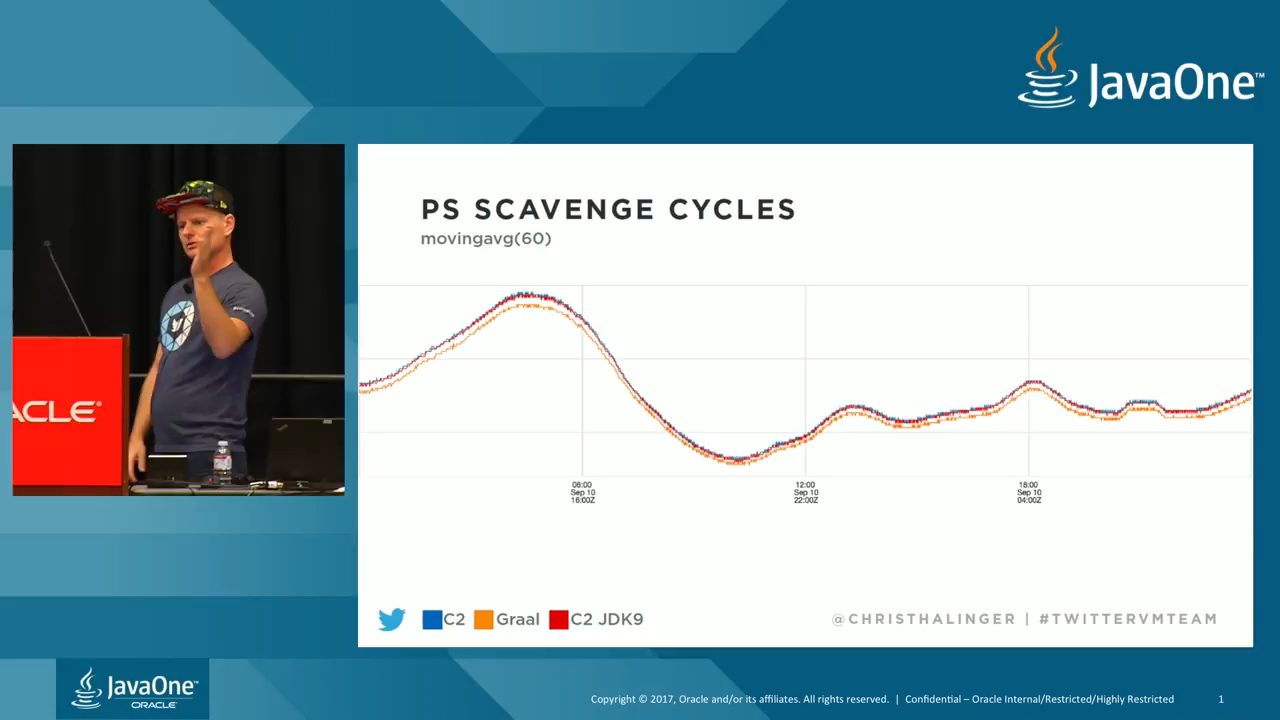 JavaOne™
PS SCAVENGE CYCLES
movingavg(60)
ACLE®
06:00
Sep 10
16:00Z
12:00
Sep 10
22:00Z
18:00
Sep 10
04:00Z
C2
Graal
C2 JDK9
@CHRISTHALINGER | #TWITTERVMTEAM
JavaOne™
ORACLE®
Copyright © 2017, Oracle and/or its affiliates. All rights reserved. | Confidential – Oracle Internal/Restricted/Highly Restricted
1